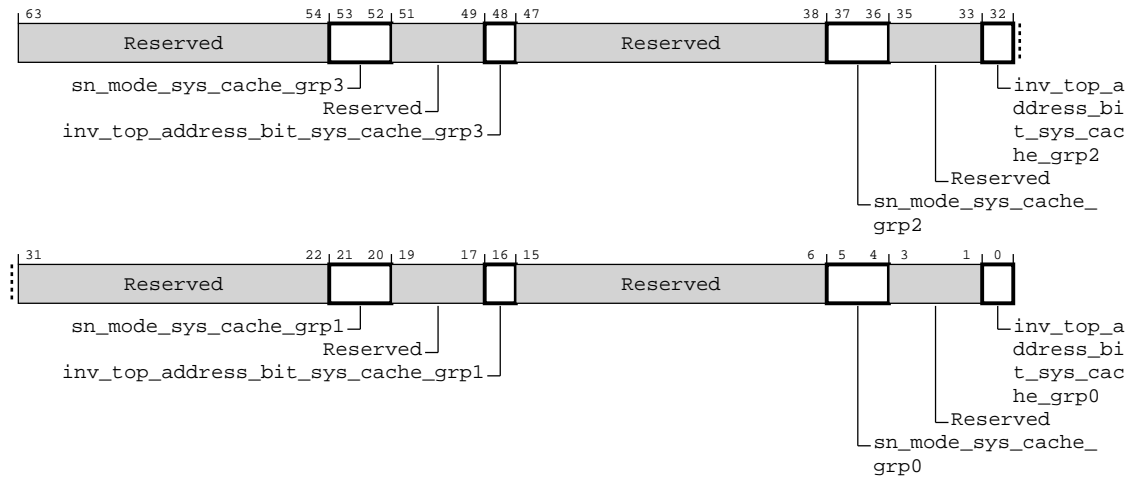 63 54 53 52 51 49 48 47 38 37 36 35 33 32
Reserved Reserved
sn_mode_sys_cache_grp3
Reserved
inv_top_address_bit_sys_cache_grp3
inv_top_a
ddress_bi
t_sys_cac
he_grp2
Reserved
sn_mode_sys_cache_
grp2
31 22 21 20 19 17 16 15 6 5 4 3 1 0
Reserved Reserved
sn_mode_sys_cache_grp1
Reserved
inv_top_address_bit_sys_cache_grp1
inv_top_a
ddress_bi
t_sys_cac
he_grp0
Reserved
sn_mode_sys_cache_
grp0